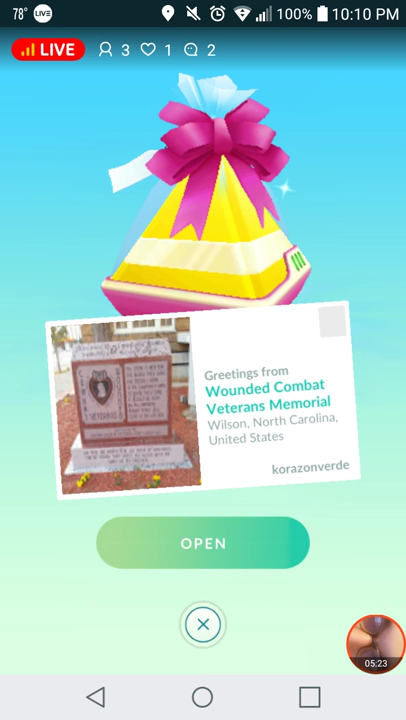 78° LIVE 100% 10:10 PM
LIVE 3 1 2
Greetings from
Wounded Combat
Veterans Memorial
Wilson, North Carolina,
United States
korazonverde
OPEN
05:23